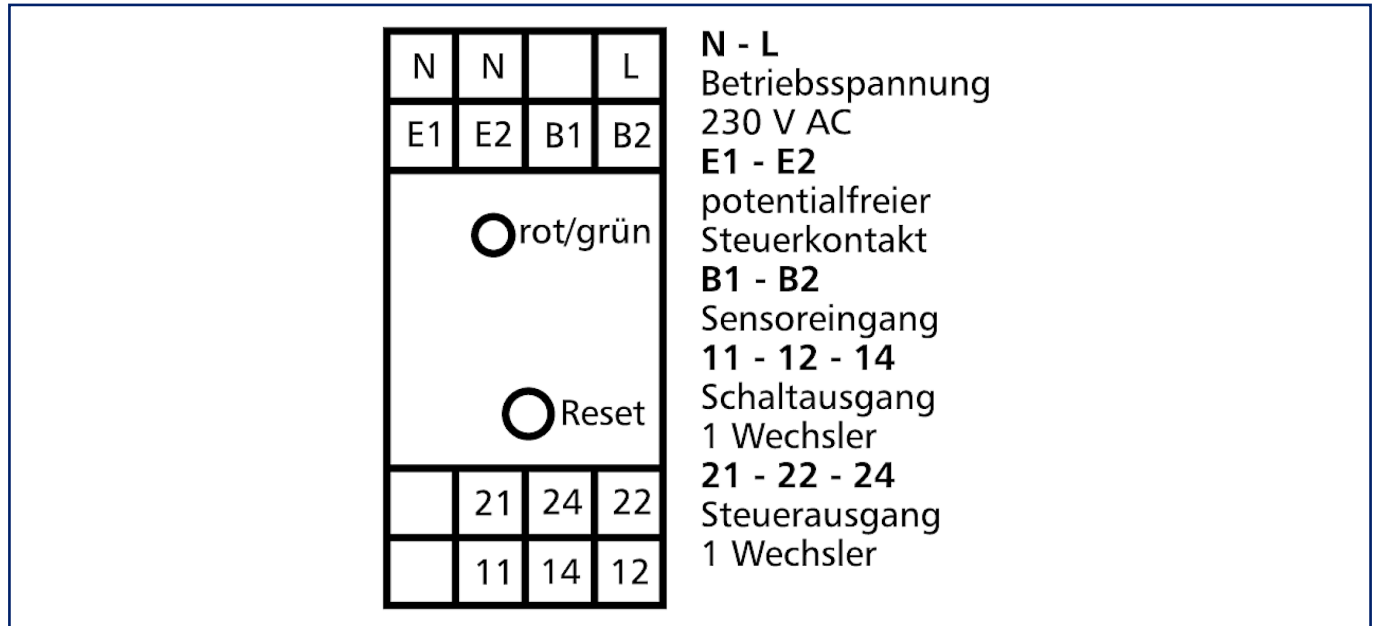 N N L
E1 E2 B1 B2
rot/grün
Reset
21 24 22
11 14 12
N - L
Betriebsspannung
230 V AC
E1 - E2
potentialfreier
Steuerkontakt
B1 - B2
Sensoreingang
11 - 12 - 14
Schaltausgang
1 Wechsler
21 - 22 - 24
Steuerausgang
1 Wechsler